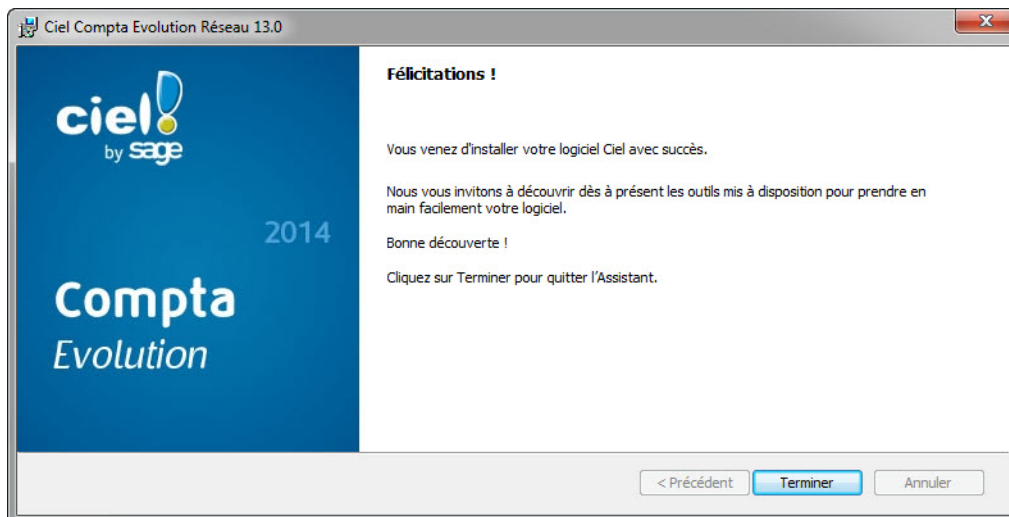 Ciel Compta Evolution Réseau 13.0
ciel!
by sage
2014
Compta
Evolution
Félicitations !
Vous venez d'installer votre logiciel Ciel avec succès.
Nous vous invitons à découvrir dès à présent les outils mis à disposition pour prendre en
main facilement votre logiciel.
Bonne découverte !
Cliquez sur Terminer pour quitter l'Assistant.
< Précédent
Terminer
Annuler